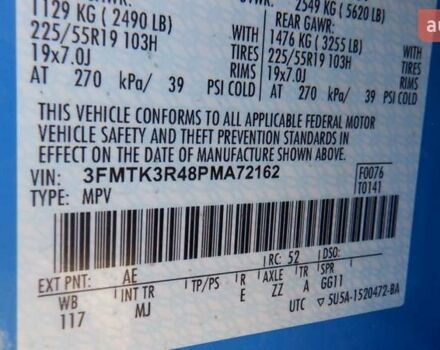 2549 KG (5620 LB)
1129 KG (2490 LB) REAR GAWR:
225/55R19 103H WITH 1476 KG (3255 LB) WITH
19x7.0J TIRES 225/55R19 103H TIRES
RIMS 19x7.0J RIMS
AT 270 kPa/ 39 PSI COLD AT 270 kPa/ 39 PSI COLD
THIS VEHICLE CONFORMS TO ALL APPLICABLE FEDERAL MOTOR
VEHICLE SAFETY AND THEFT PREVENTION STANDARDS IN
EFFECT ON THE DATE OF MANUFACTURE SHOWN ABOVE.
VIN: 3FMTK3R48PMA72162 F0076
TYPE: MPV T0141
EXT PNT: AE RC: 52 DSO:
WB INT TR TP/PS R AXLE TR SPR
117 MJ E ZZ A GG11
UTC 5U5A-1520472-BA